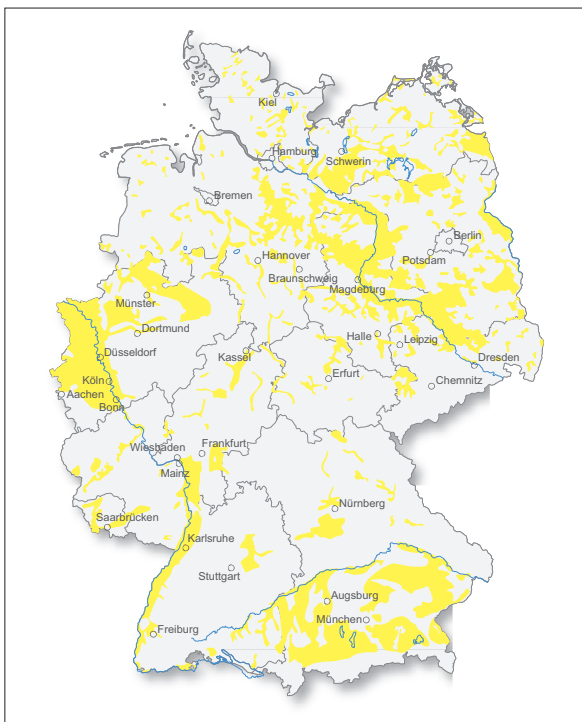 Kiel
Hamburg
Schwerin
Bremen
Berlin
Hannover
Potsdam
Braunschweig
Magdeburg
Münster
Dortmund
Halle
Leipzig
Düsseldorf
Kassel
Dresden
Köln
Erfurt
Chemnitz
Aachen
Bonn
Wiesbaden
Frankfurt
Mainz
Nürnberg
Saarbrücken
Karlsruhe
Stuttgart
Augsburg
München
Freiburg